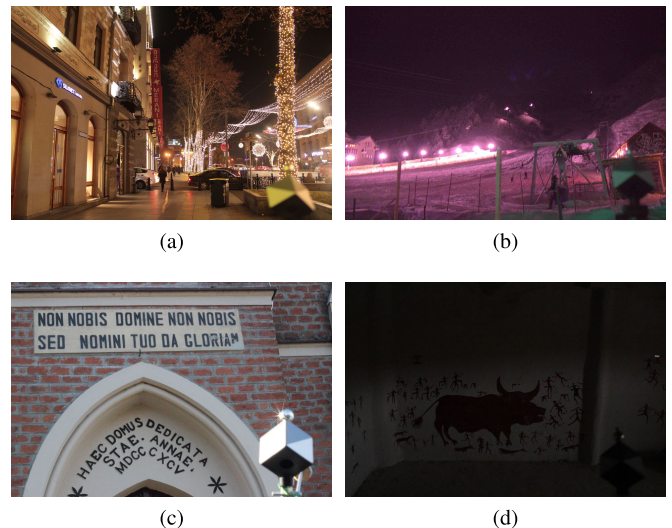 (a)
(b)
NON NOBIS DOMINE NON NOBIS
SED NOMINI TUO DA GLORIAM
HAEC DOMUS DEDICATA
STAE. ANNAE.
MDCCCXCV.
(c)
(d)